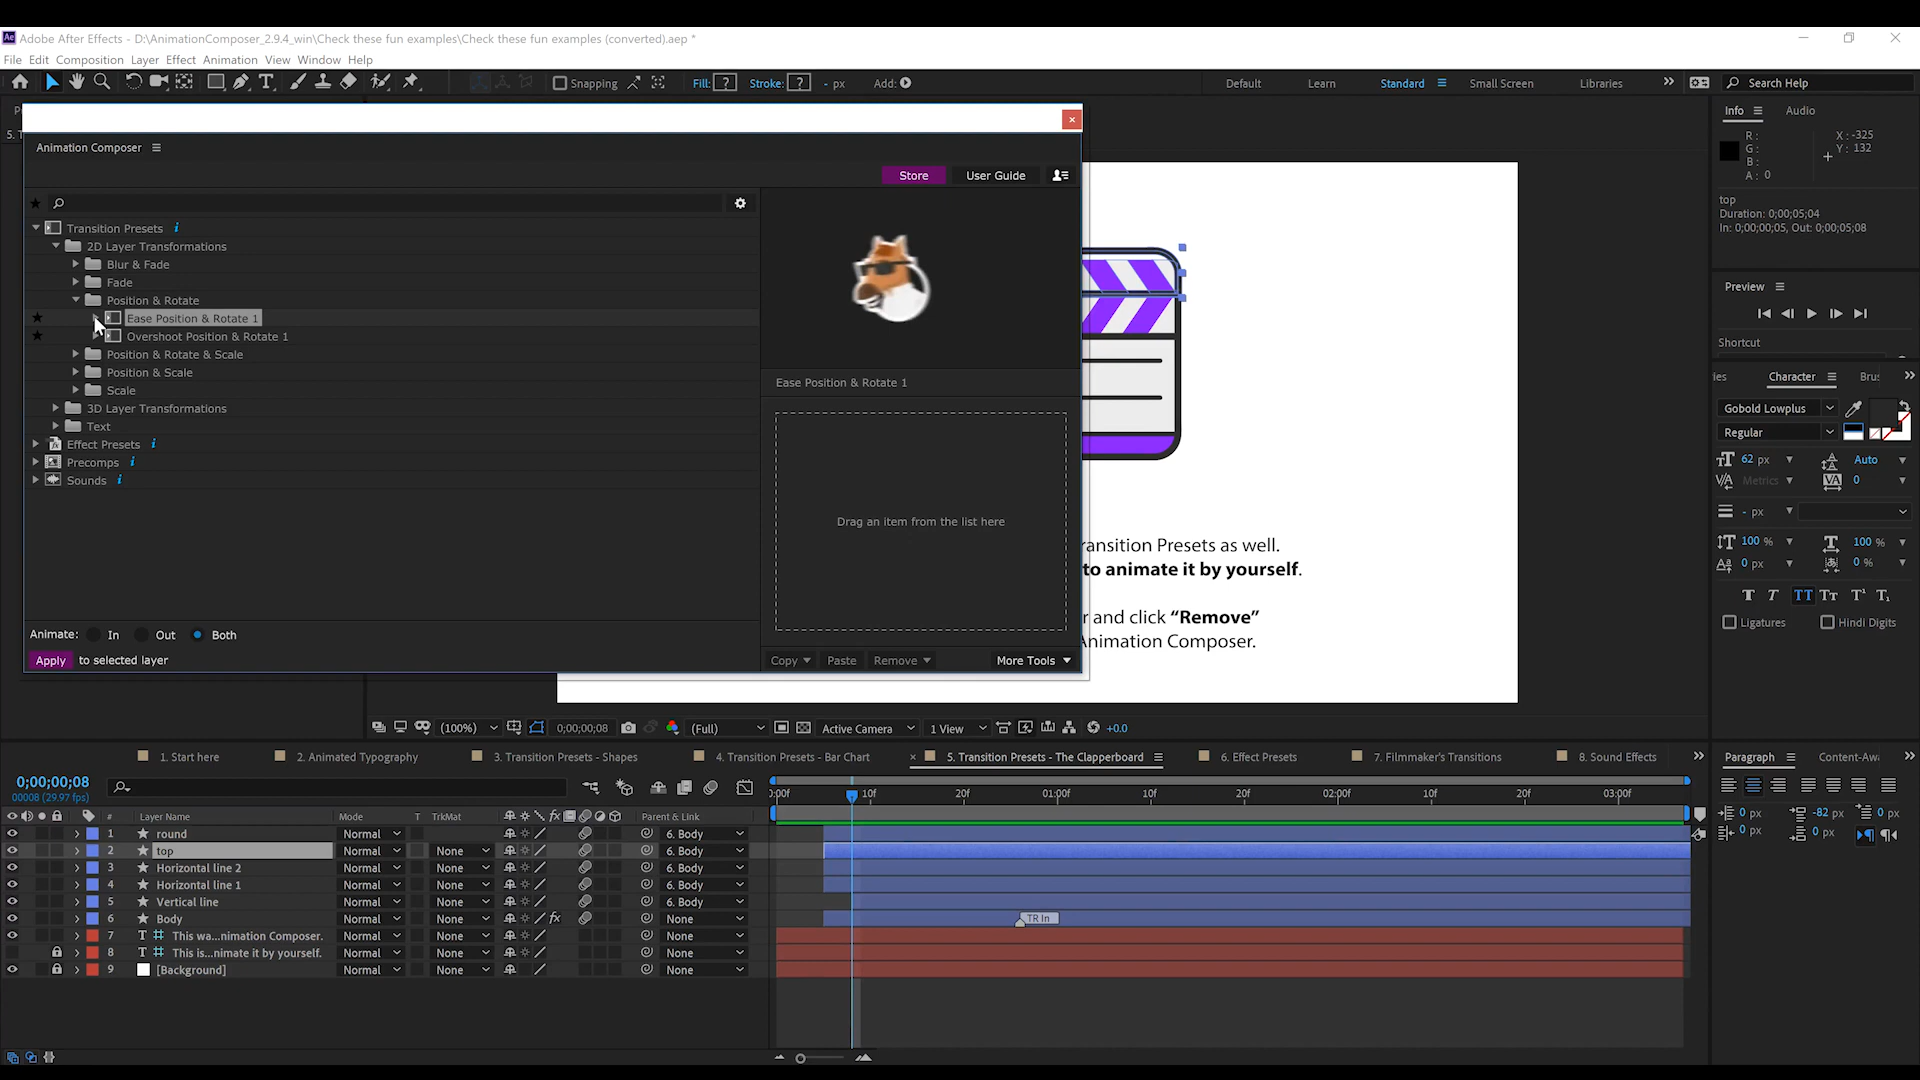 Ae Adobe After Effects - D:\AnimationComposer_2.9.4_win\Check these fun examples\Check these fun examples (converted).aep *
File Edit Composition Layer Effect Animation View Window Help
Snapping Fill: ? Stroke: ? - px Add: Default Learn Standard Small Screen Libraries Search Help
Info Audio
R: X: -325
G: Y: 132
B:
A: 0
top
Duration: 0;00;05;04
In: 0;00;00;05, Out: 0;00;05;08
Preview
Shortcut
Character Brus
Gobold Lowplus
Regular
62 px Auto
Metrics 0
- px
100 % 100 %
0 px 0 %
Ligatures Hindi Digits
Animation Composer
Store User Guide
Transition Presets i
2D Layer Transformations
Blur & Fade
Fade
Position & Rotate
Ease Position & Rotate 1
Overshoot Position & Rotate 1
Position & Rotate & Scale
Position & Scale
Scale
3D Layer Transformations
Text
Effect Presets i
Precomps i
Sounds i
Ease Position & Rotate 1
Drag an item from the list here
Animate: In Out Both
Apply to selected layer
Copy Paste Remove More Tools
ransition Presets as well.
to animate it by yourself.
r and click “Remove”
Animation Composer.
(100%) 0;00;00;08 (Full) Active Camera 1 View +0.0
1. Start here 2. Animated Typography 3. Transition Presets - Shapes 4. Transition Presets - Bar Chart 5. Transition Presets - The Clapperboard 6. Effect Presets 7. Filmmaker's Transitions 8. Sound Effects
0;00;00;08
00008 (29.97 fps)
:00f 10f 20f 01:00f 10f 20f 02:00f 10f 20f 03:00f
# Layer Name Mode T TrkMat Parent & Link
1 round Normal 6. Body
2 top Normal None 6. Body
3 Horizontal line 2 Normal None 6. Body
4 Horizontal line 1 Normal None 6. Body
5 Vertical line Normal None 6. Body
6 Body Normal None fx None TR In
7 T This wa...nimation Composer. Normal None None
8 T This is...nimate it by yourself. Normal None None
9 [Background] Normal None None
Paragraph Content-Awa
0 px -82 px 0 px
0 px 0 px